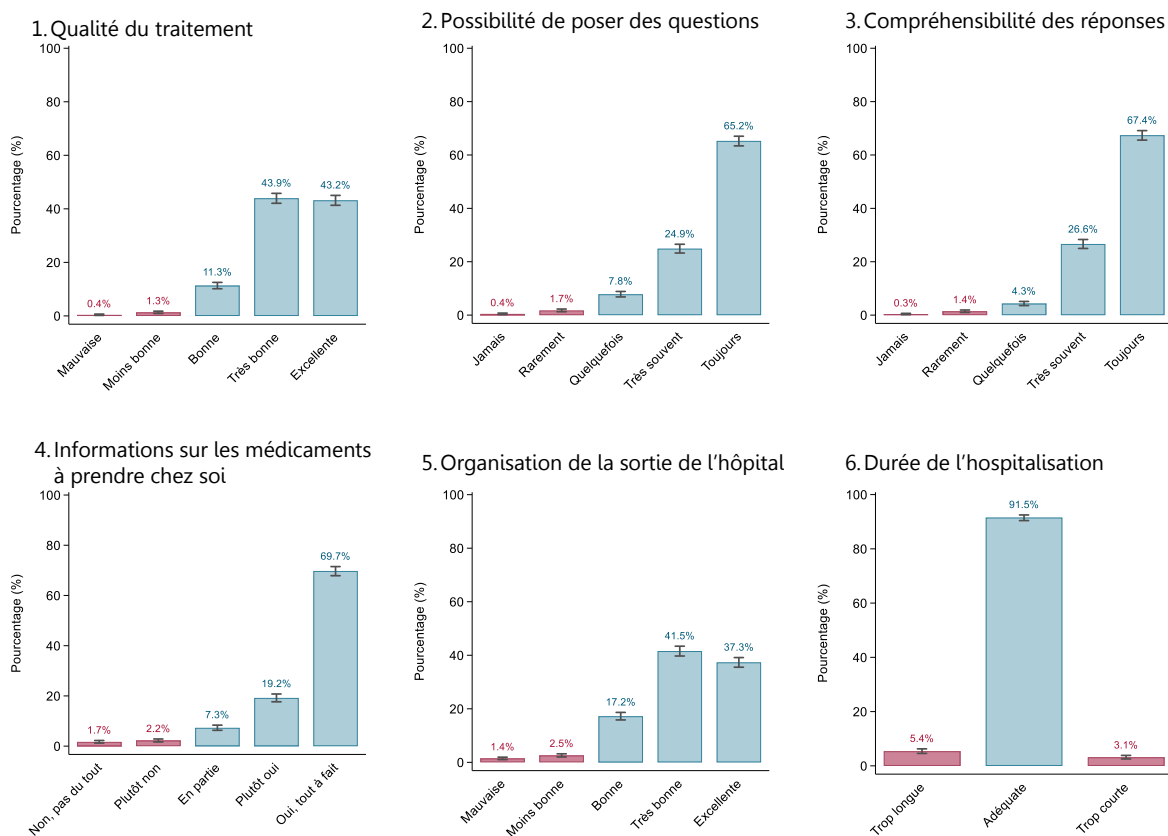 1. Qualité du traitement
100
80
60
40
20
0
Pourcentage (%)
0.4%
1.3%
11.3%
43.9%
43.2%
Mauvaise
Moins bonne
Bonne
Très bonne
Excellente
2. Possibilité de poser des questions
100
80
60
40
20
0
Pourcentage (%)
0.4%
1.7%
7.8%
24.9%
65.2%
Jamais
Rarement
Quelquefois
Très souvent
Toujours
3. Compréhensibilité des réponses
100
80
60
40
20
0
Pourcentage (%)
0.3%
1.4%
4.3%
26.6%
67.4%
Jamais
Rarement
Quelquefois
Très souvent
Toujours
4. Informations sur les médicaments
à prendre chez soi
100
80
60
40
20
0
Pourcentage (%)
1.7%
2.2%
7.3%
19.2%
69.7%
Non, pas du tout
Plutôt non
En partie
Plutôt oui
Oui, tout à fait
5. Organisation de la sortie de l'hôpital
100
80
60
40
20
0
Pourcentage (%)
1.4%
2.5%
17.2%
41.5%
37.3%
Mauvaise
Moins bonne
Bonne
Très bonne
Excellente
6. Durée de l'hospitalisation
100
80
60
40
20
0
Pourcentage (%)
5.4%
91.5%
3.1%
Trop longue
Adéquate
Trop courte